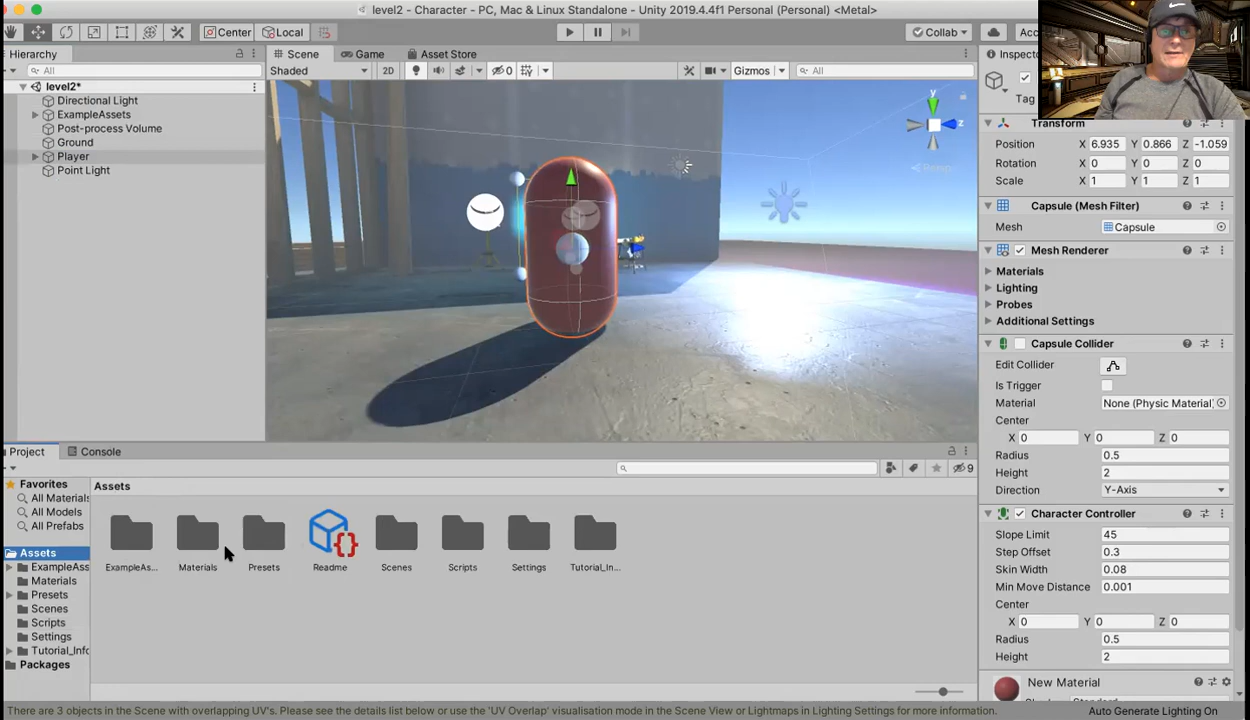 level2 - Character - PC, Mac & Linux Standalone - Unity 2019.4.4f1 Personal (Personal) <Metal>
Center Local Collab
Hierarchy
All
level2*
Directional Light
ExampleAssets
Post-process Volume
Ground
Player
Point Light
Scene Game Asset Store
Shaded 2D 0 Gizmos All
y
z
Persp
Inspector
Tag
Transform
Position X 6.935 Y 0.866 Z -1.059
Rotation X 0 Y 0 Z 0
Scale X 1 Y 1 Z 1
Capsule (Mesh Filter)
Mesh Capsule
Mesh Renderer
Materials
Lighting
Probes
Additional Settings
Capsule Collider
Edit Collider
Is Trigger
Material None (Physic Material)
Center
X 0 Y 0 Z 0
Radius 0.5
Height 2
Direction Y-Axis
Character Controller
Slope Limit 45
Step Offset 0.3
Skin Width 0.08
Min Move Distance 0.001
Center
X 0 Y 0 Z 0
Radius 0.5
Height 2
New Material
Project Console
9
Favorites
All Materials
All Models
All Prefabs
Assets
ExampleAss
Materials
Presets
Scenes
Scripts
Settings
Tutorial_Info
Packages
Assets
ExampleAs... Materials Presets Readme Scenes Scripts Settings Tutorial_In...
There are 3 objects in the Scene with overlapping UV's. Please see the details list below or use the 'UV Overlap' visualisation mode in the Scene View or Lightmaps in Lighting Settings for more information.
Auto Generate Lighting On